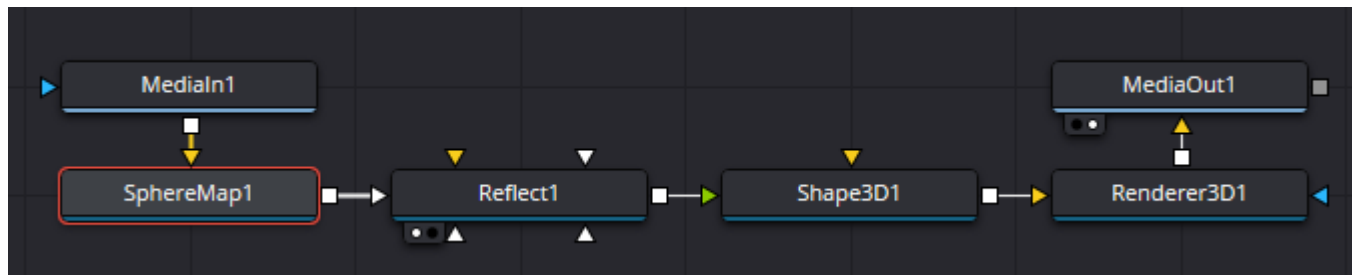 MediaIn1
MediaOut1
SphereMap1
Reflect1
Shape3D1
Renderer3D1